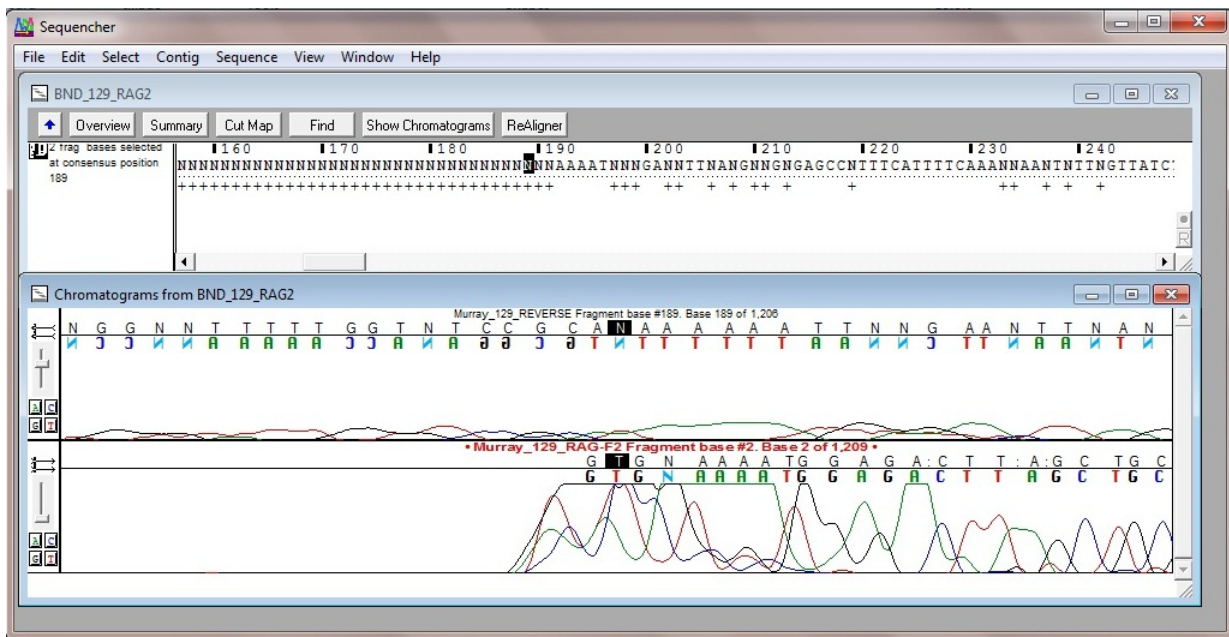 Sequencher
File Edit Select Contig Sequence View Window Help
BND_129_RAG2
Overview Summary Cut Map Find Show Chromatograms ReAligner
2 frag bases selected
at consensus position
189
160 170 180 190 200 210 220 230 240
NNNNNNNNNNNNNNNNNNNNNNNNNNNNNNNNNNNAAAATNNNGANNTTNANGNNGNGAGCCNTTTCATTTTCAAANNAANTNTTNGTTATC
Chromatograms from BND_129_RAG2
Murray_129_REVERSE Fragment base #189. Base 189 of 1,206
N G G N N T T T T T G G T N T C C G C A N A A A A A A T T N N G A A N T T N A N
A C
G T
• Murray_129_RAG-F2 Fragment base #2. Base 2 of 1,209 •
G T G N A A A A T G G A G A : C T T : A : G C T G C
G T G N A A A A T G G A G A C T T A G C T G C
A C
G T
R